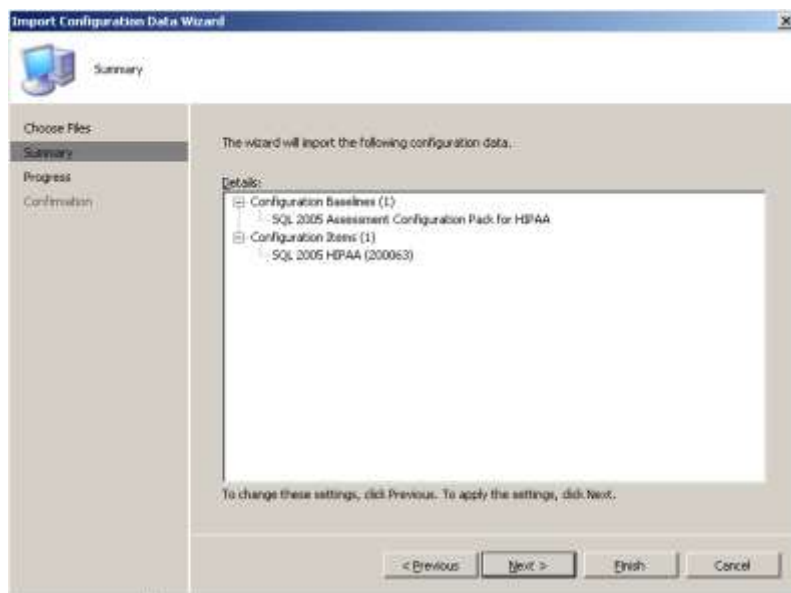 Import Configuration Data Wizard
Summary
Choose Files
Summary
Progress
Confirmation
The wizard will import the following configuration data.
Details:
Configuration Baselines (1)
SQL 2005 Assessment Configuration Pack for HIPAA
Configuration Items (1)
SQL 2005 HIPAA (200063)
To change these settings, click Previous. To apply the settings, click Next.
< Previous
Next >
Finish
Cancel